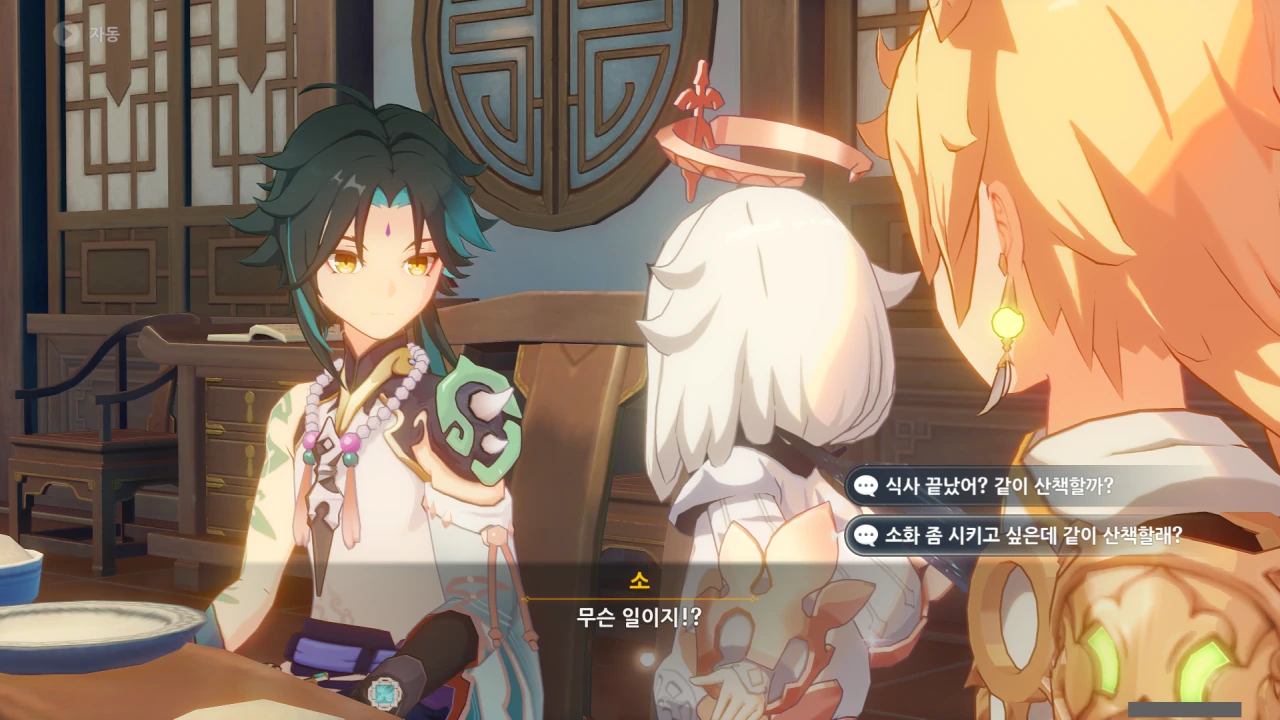 자동
식사 끝났어? 같이 산책할까?
소화 좀 시키고 싶은데 같이 산책할래?
소
무슨 일이지!?